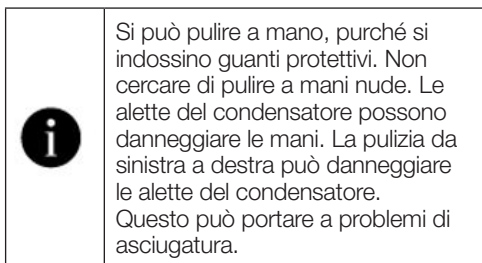 Si può pulire a mano, purché si
indossino guanti protettivi. Non
cercare di pulire a mani nude. Le
alette del condensatore possono
danneggiare le mani. La pulizia da
sinistra a destra può danneggiare
le alette del condensatore.
Questo può portare a problemi di
asciugatura.